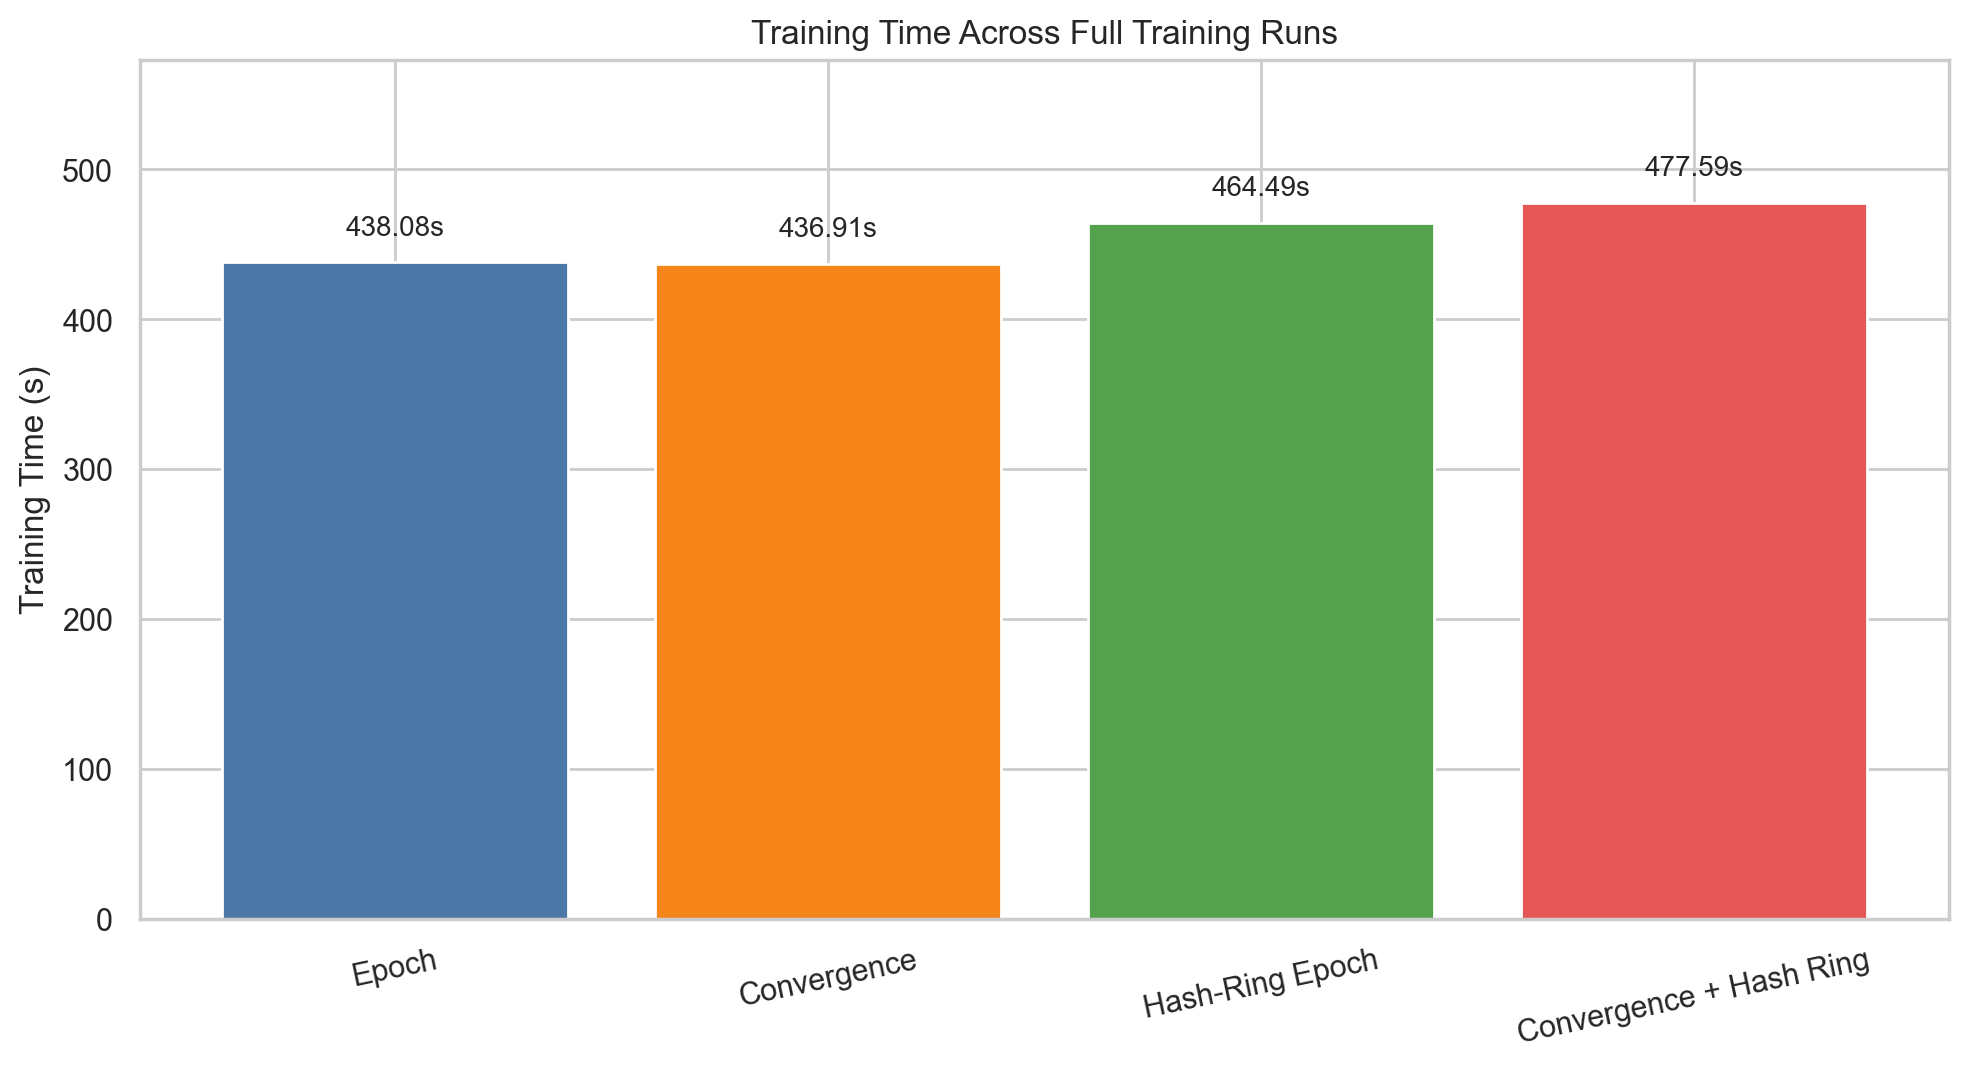 Training Time Across Full Training Runs
Training Time (s)
500
400
300
200
100
0
438.08s
436.91s
464.49s
477.59s
Epoch
Convergence
Hash-Ring Epoch
Convergence + Hash Ring